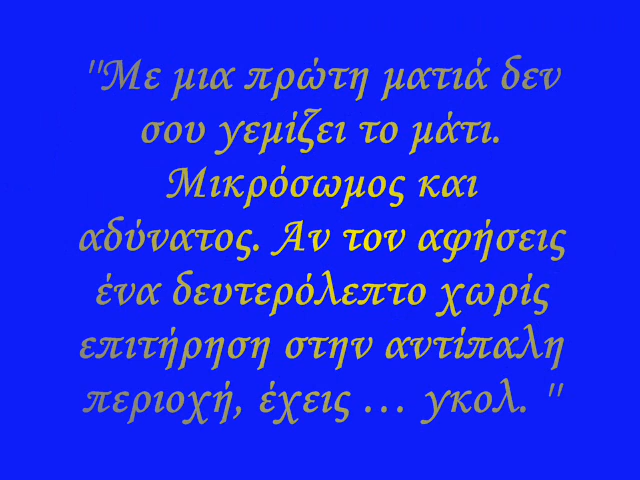 "Με μια πρώτη ματιά δεν
σου γεμίζει το μάτι.
Μικρόσωμος και
αδύνατος. Αν τον αφήσεις
ένα δευτερόλεπτο χωρίς
επιτήρηση στην αντίπαλη
περιοχή, έχεις ... γκολ. "